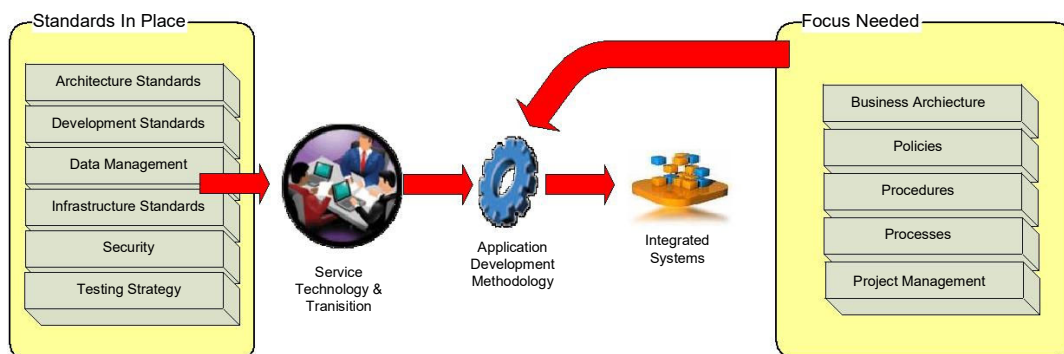 Standards In Place
Architecture Standards
Development Standards
Data Management
Infrastructure Standards
Security
Testing Strategy
Service
Technology &
Tranisition
Application
Development
Methodology
Integrated
Systems
Focus Needed
Business Archiecture
Policies
Procedures
Processes
Project Management